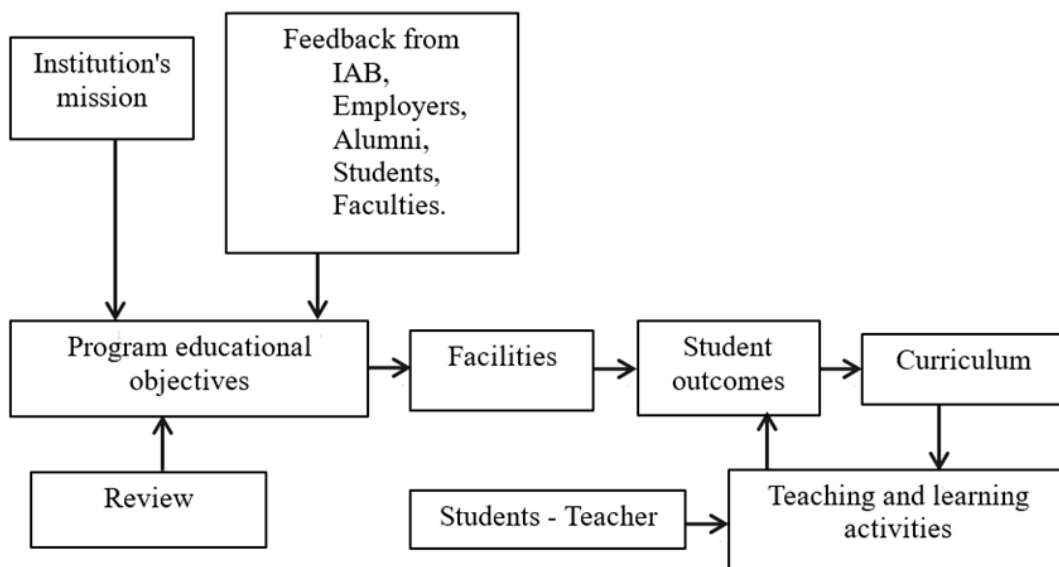 Institution's
mission
Feedback from
IAB,
Employers,
Alumni,
Students,
Faculties.
Program educational
objectives
Facilities
Student
outcomes
Curriculum
Review
Students - Teacher
Teaching and learning
activities